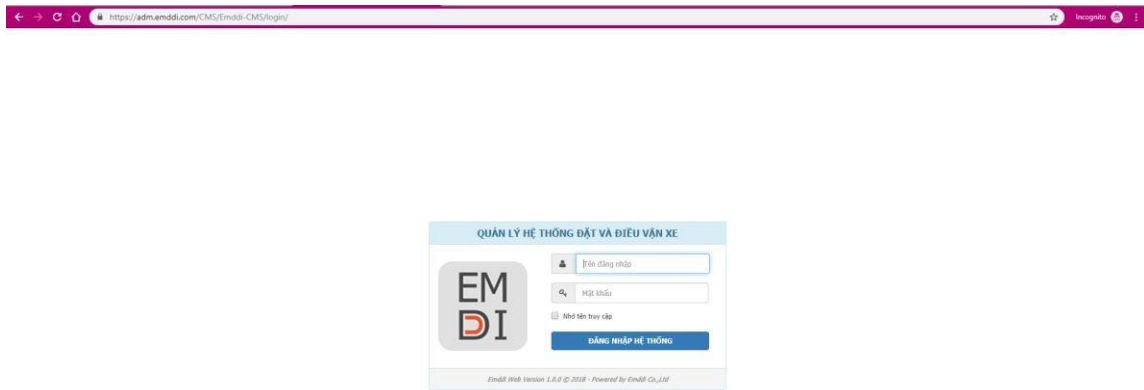 https://adm.emddi.com/CMS/Emddi-CMS/login/
Incognito
QUẢN LÝ HỆ THỐNG ĐẶT VÀ ĐIỀU VẬN XE
EM
DI
Tên đăng nhập
Mật khẩu
Nhớ tên truy cập
ĐĂNG NHẬP HỆ THỐNG
Emddi Web Version 1.8.0 © 2018 - Powered by Emddi Co.,Ltd